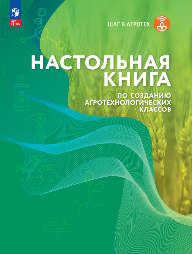 ШАГ В АГРОТЕХ
НАСТОЛЬНАЯ
КНИГА
ПО СОЗДАНИЮ
АГРОТЕХНОЛОГИЧЕСКИХ
КЛАССОВ